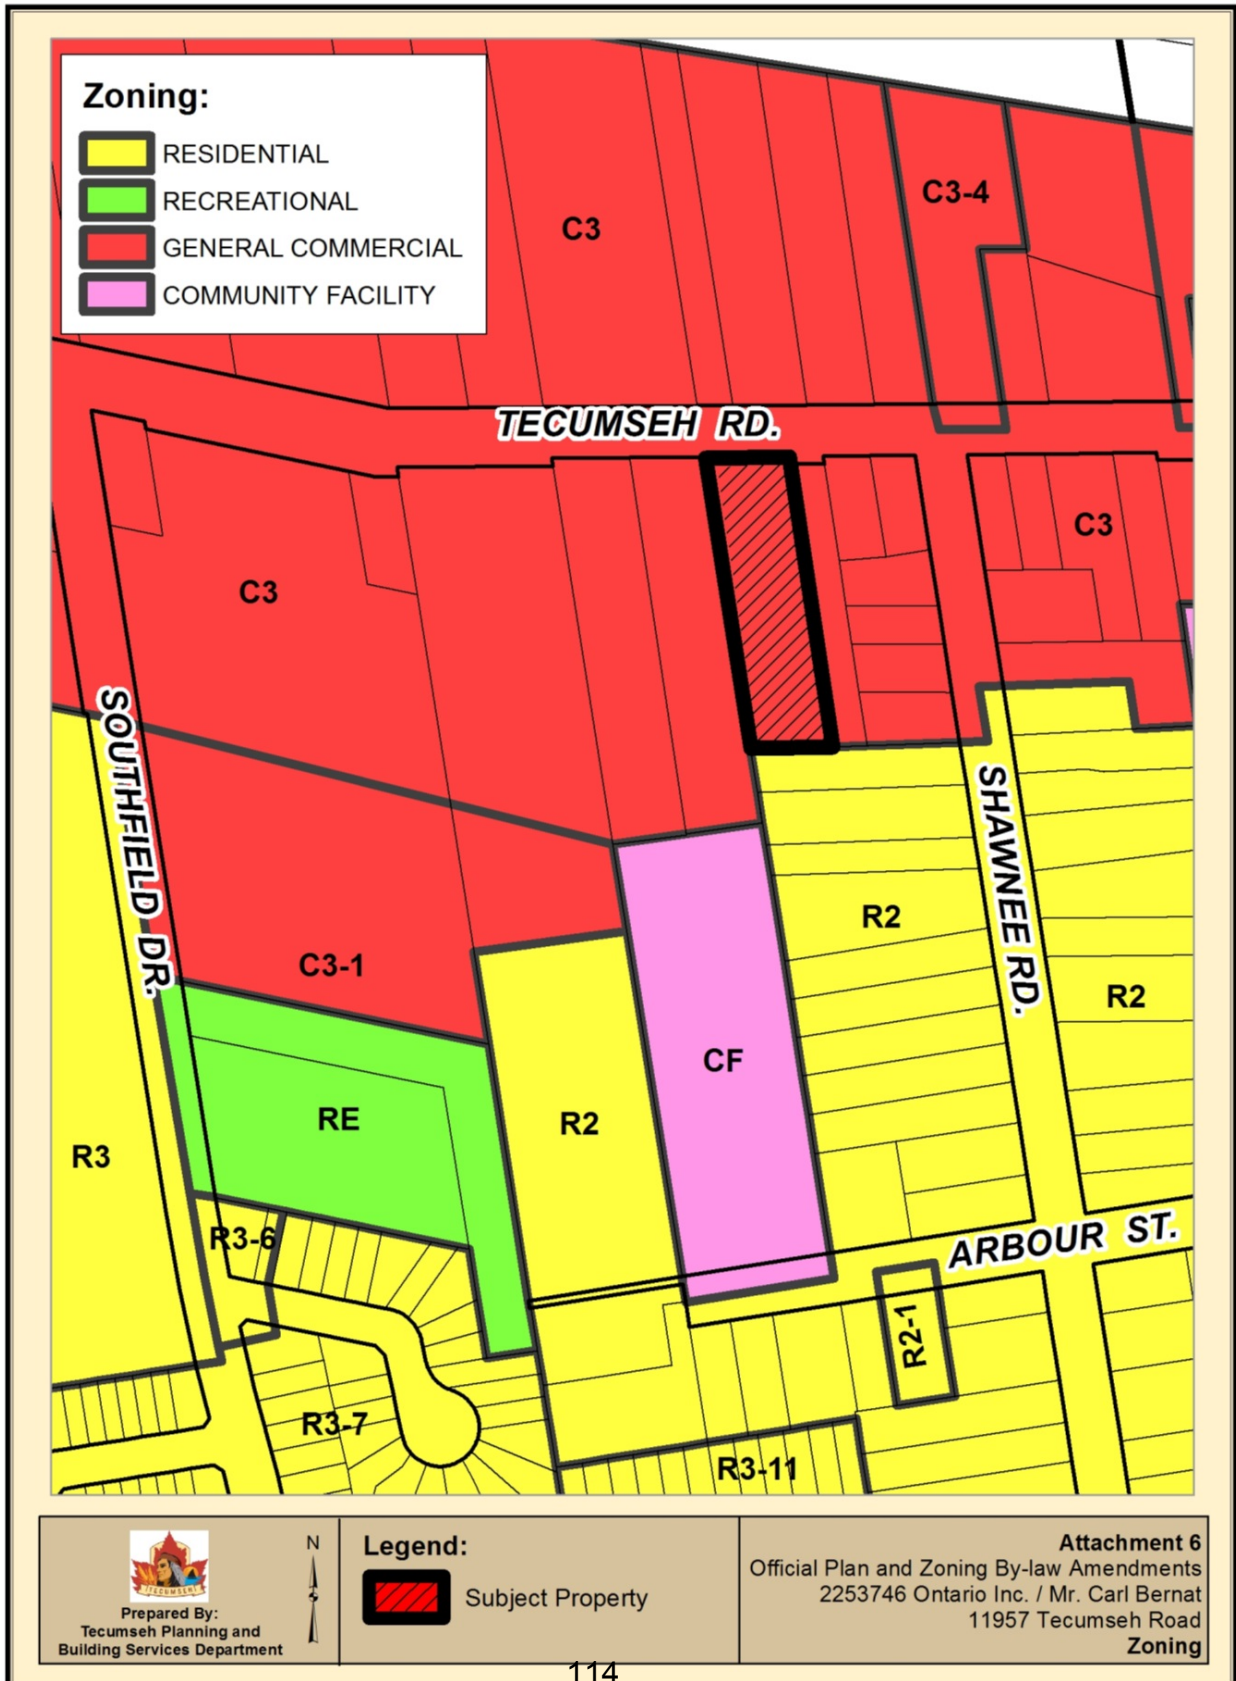 Zoning:
RESIDENTIAL
RECREATIONAL
GENERAL COMMERCIAL
COMMUNITY FACILITY
C3
C3-4
TECUMSEH RD.
C3
C3
SOUTHFIELD DR.
SHAWNEE RD.
R2
C3-1
R2
CF
RE
R2
R3
R3-6
ARBOUR ST.
R2-1
R3-7
R3-11
TECUMSEH
Prepared By:
Tecumseh Planning and
Building Services Department
N
Legend:
Subject Property
Attachment 6
Official Plan and Zoning By-law Amendments
2253746 Ontario Inc. / Mr. Carl Bernat
11957 Tecumseh Road
Zoning
114